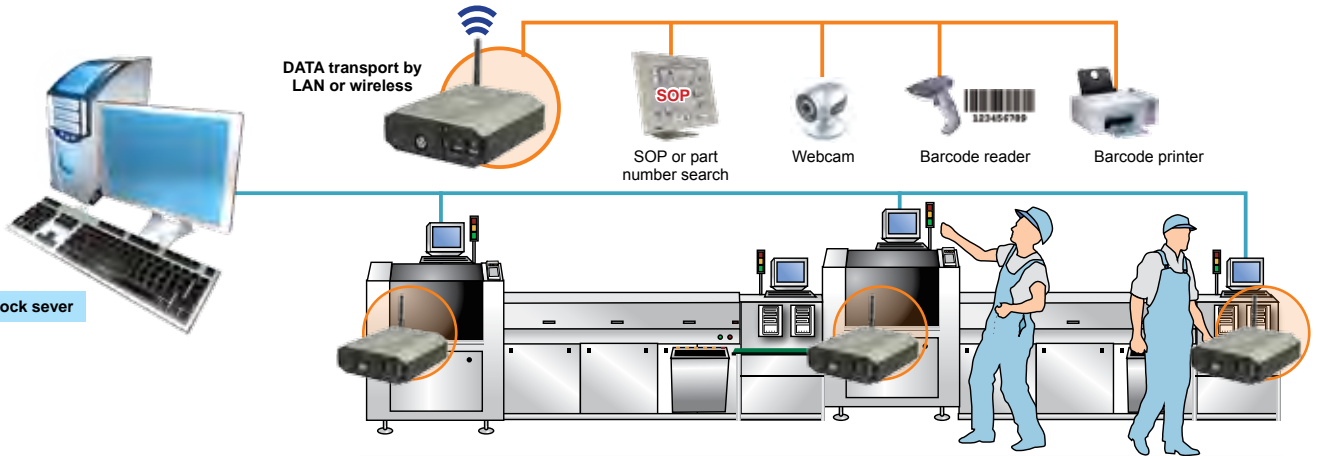 DATA transport by
LAN or wireless
SOP
123456789
SOP or part
number search
Webcam
Barcode reader
Barcode printer
ock sever